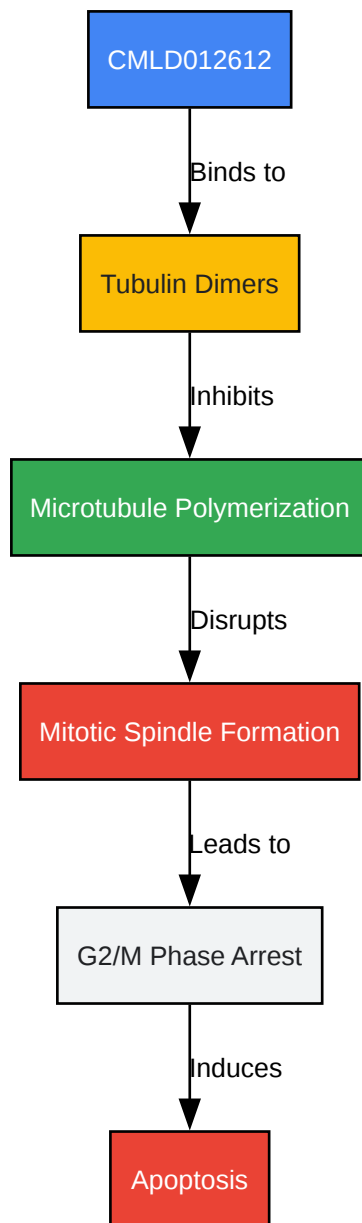 CMLD012612
Binds to
Tubulin Dimers
Inhibits
Microtubule Polymerization
Disrupts
Mitotic Spindle Formation
Leads to
G2/M Phase Arrest
Induces
Apoptosis